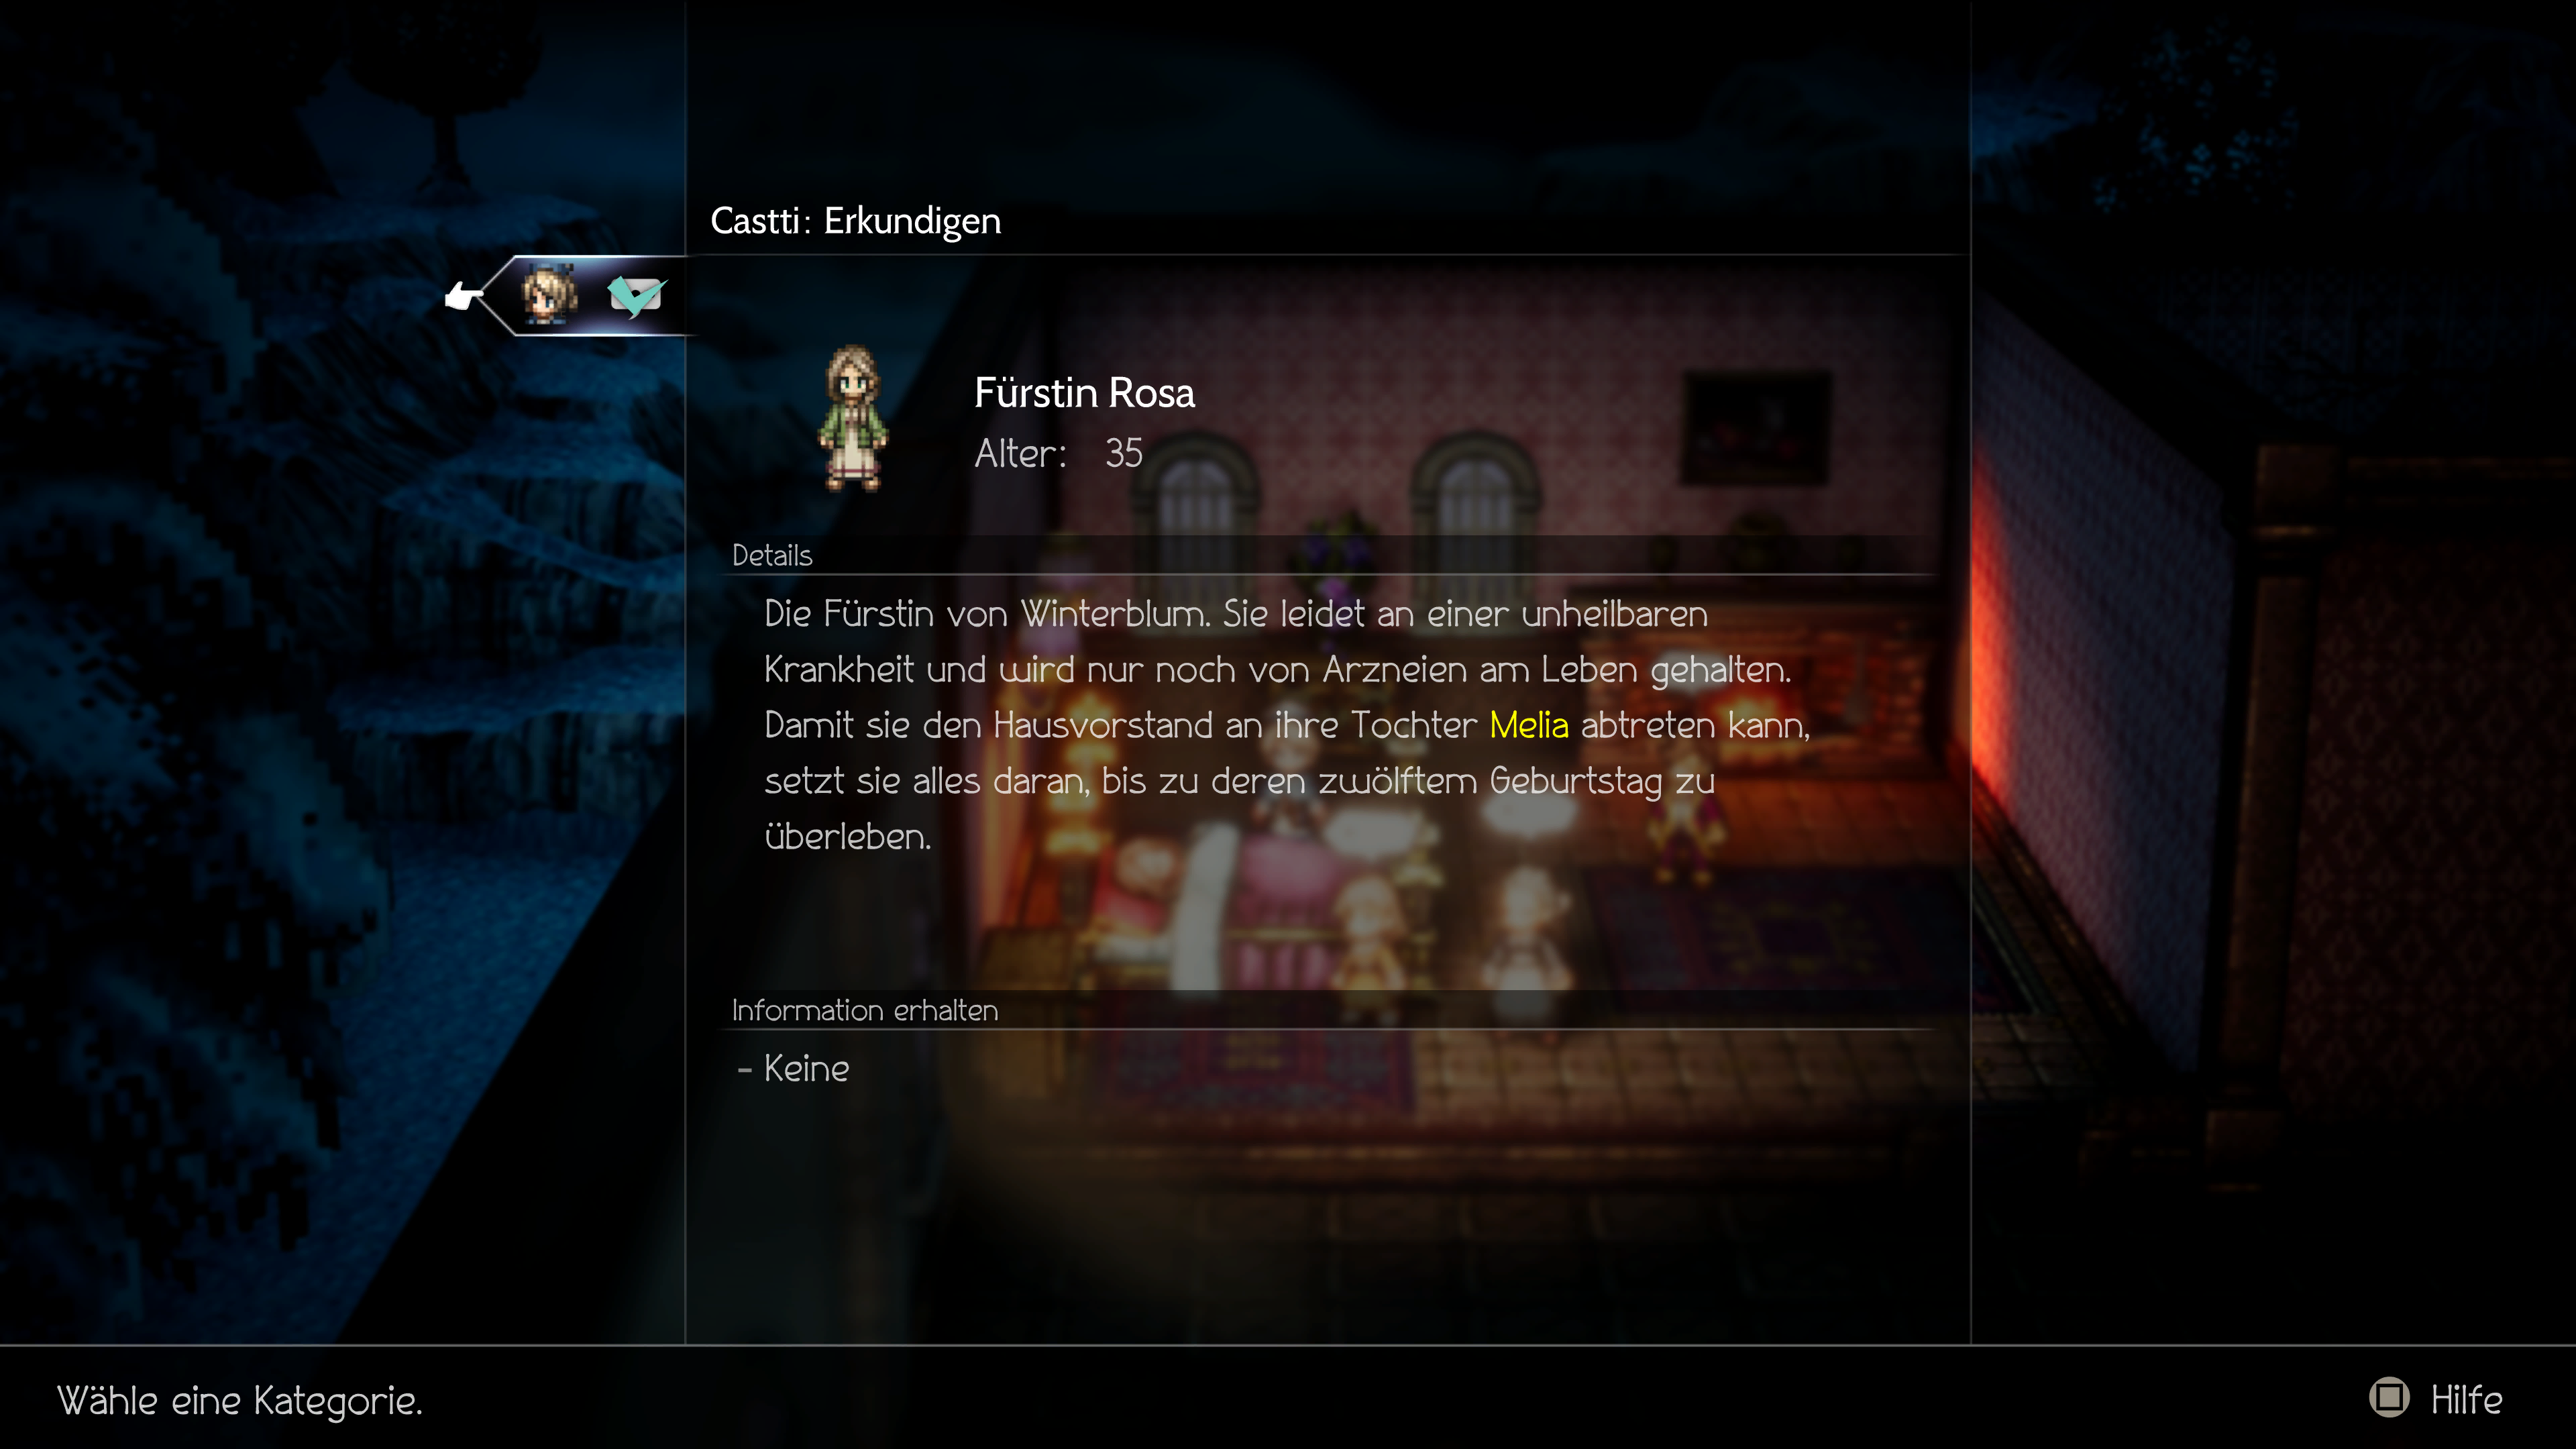 Castti: Erkundigen
Fürstin Rosa
Alter: 35
Details
Die Fürstin von Winterblum. Sie leidet an einer unheilbaren
Krankheit und wird nur noch von Arzneien am Leben gehalten.
Damit sie den Hausvorstand an ihre Tochter Melia abtreten kann,
setzt sie alles daran, bis zu deren zwölftem Geburtstag zu
überleben.
Information erhalten
- Keine
Wähle eine Kategorie.
Hilfe